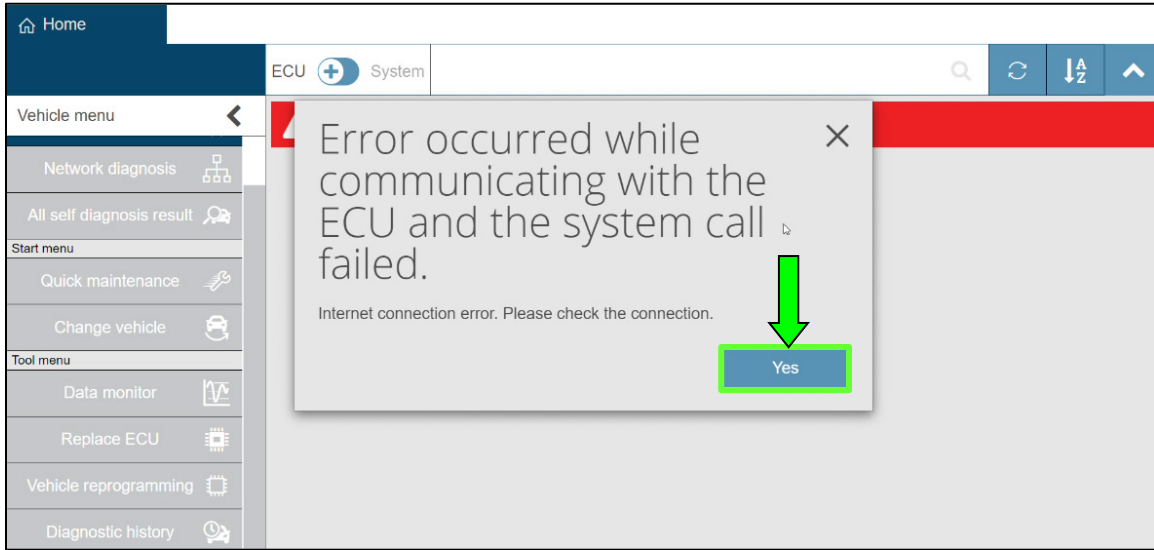 Home
ECU System
Vehicle menu
Error occurred while
communicating with the
ECU and the system call
failed.
Internet connection error. Please check the connection.
Yes
Network diagnosis
All self diagnosis result
Start menu
Quick maintenance
Change vehicle
Tool menu
Data monitor
Replace ECU
Vehicle reprogramming
Diagnostic history
A
Z